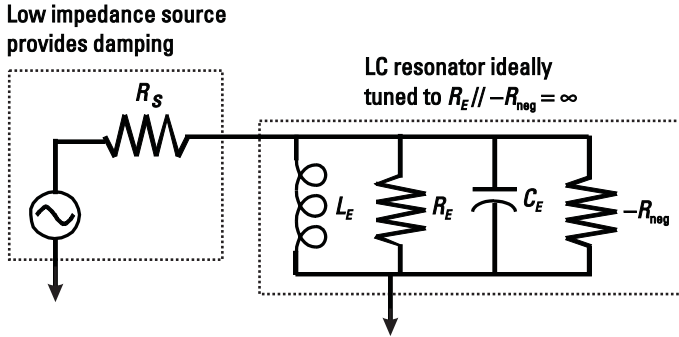 Low impedance source
provides damping
LC resonator ideally
tuned to R_E // −R_neg = ∞
R_S
L_E
R_E
C_E
−R_neg